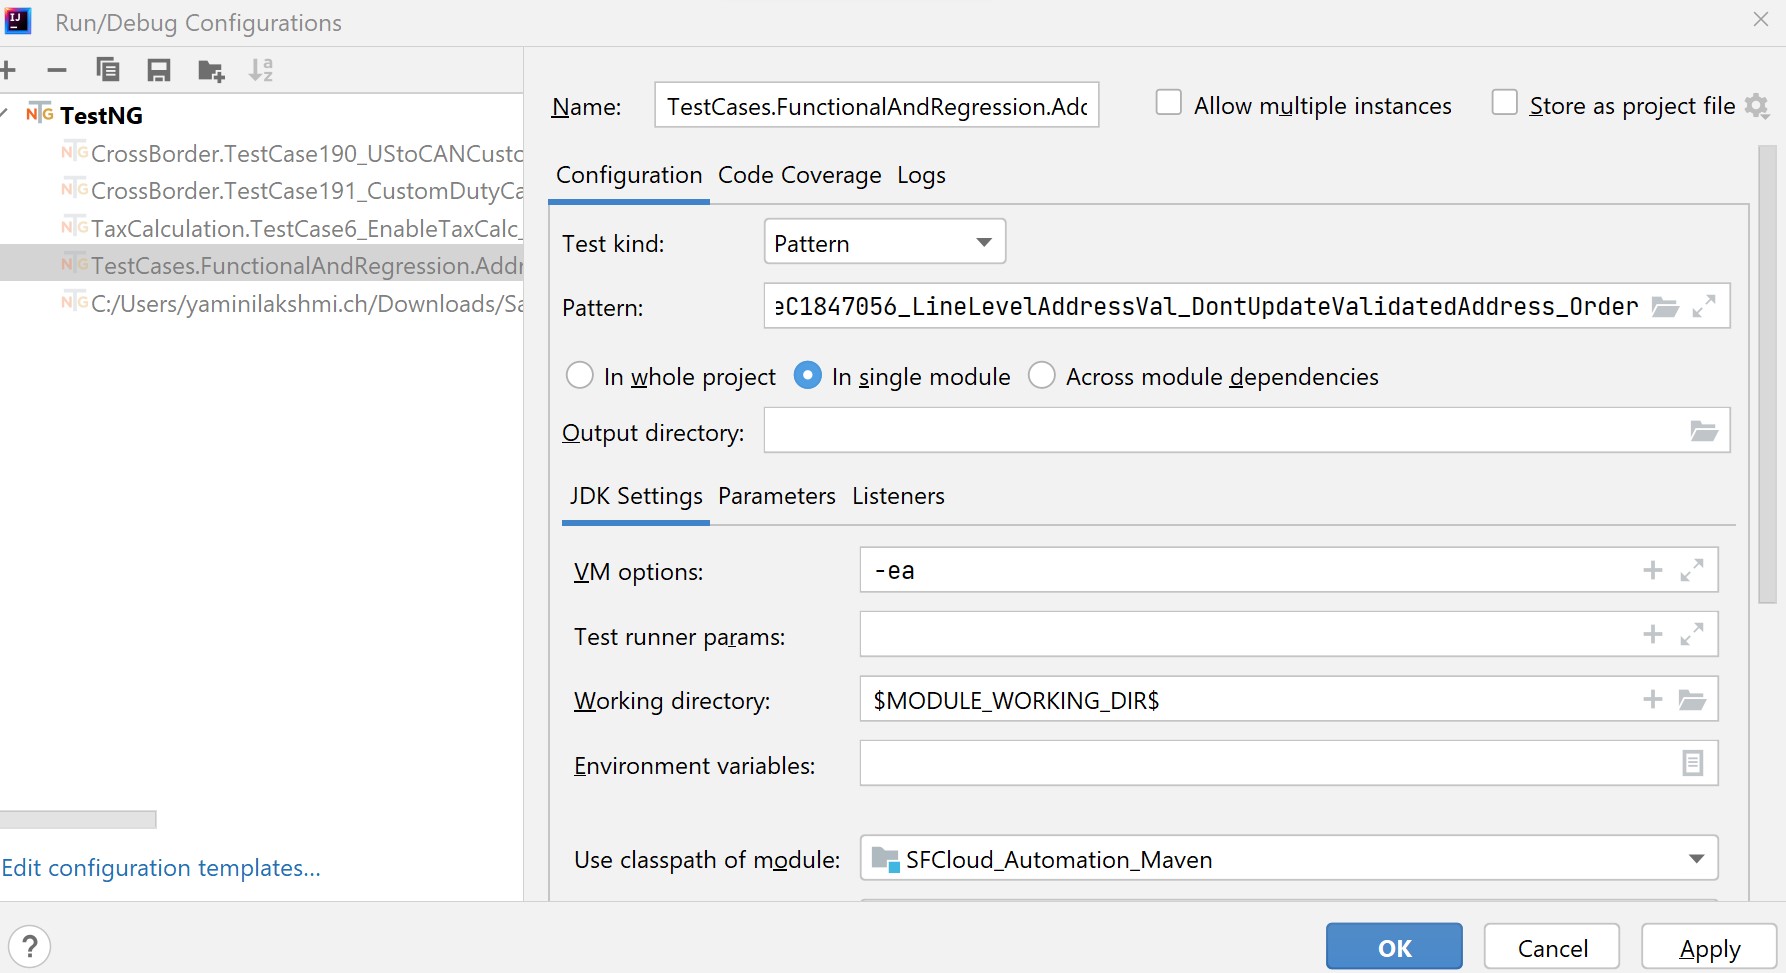 Run/Debug Configurations
TestNG
CrossBorder.TestCase190_UStoCANCusto
CrossBorder.TestCase191_CustomDutyCa
TaxCalculation.TestCase6_EnableTaxCalc_
TestCases.FunctionalAndRegression.Addr
C:/Users/yaminilakshmi.ch/Downloads/Sa
Edit configuration templates...
Name: TestCases.FunctionalAndRegression.Add
Allow multiple instances
Store as project file
Configuration Code Coverage Logs
Test kind: Pattern
Pattern: eC1847056_LineLevelAddressVal_DontUpdateValidatedAddress_Order
In whole project In single module Across module dependencies
Output directory:
JDK Settings Parameters Listeners
VM options: -ea
Test runner params:
Working directory: $MODULE_WORKING_DIR$
Environment variables:
Use classpath of module: SFCloud_Automation_Maven
? OK Cancel Apply